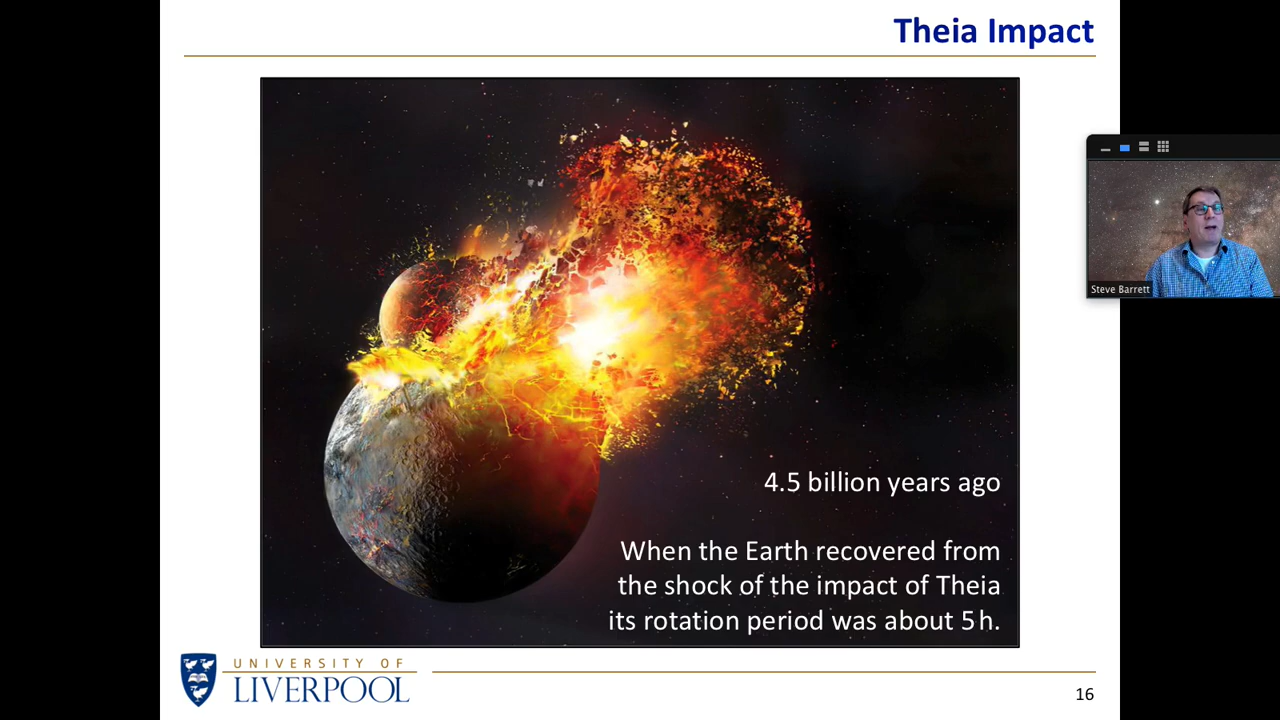 Theia Impact
Steve Barrett
4.5 billion years ago
When the Earth recovered from
the shock of the impact of Theia
its rotation period was about 5 h.
UNIVERSITY OF
LIVERPOOL
16